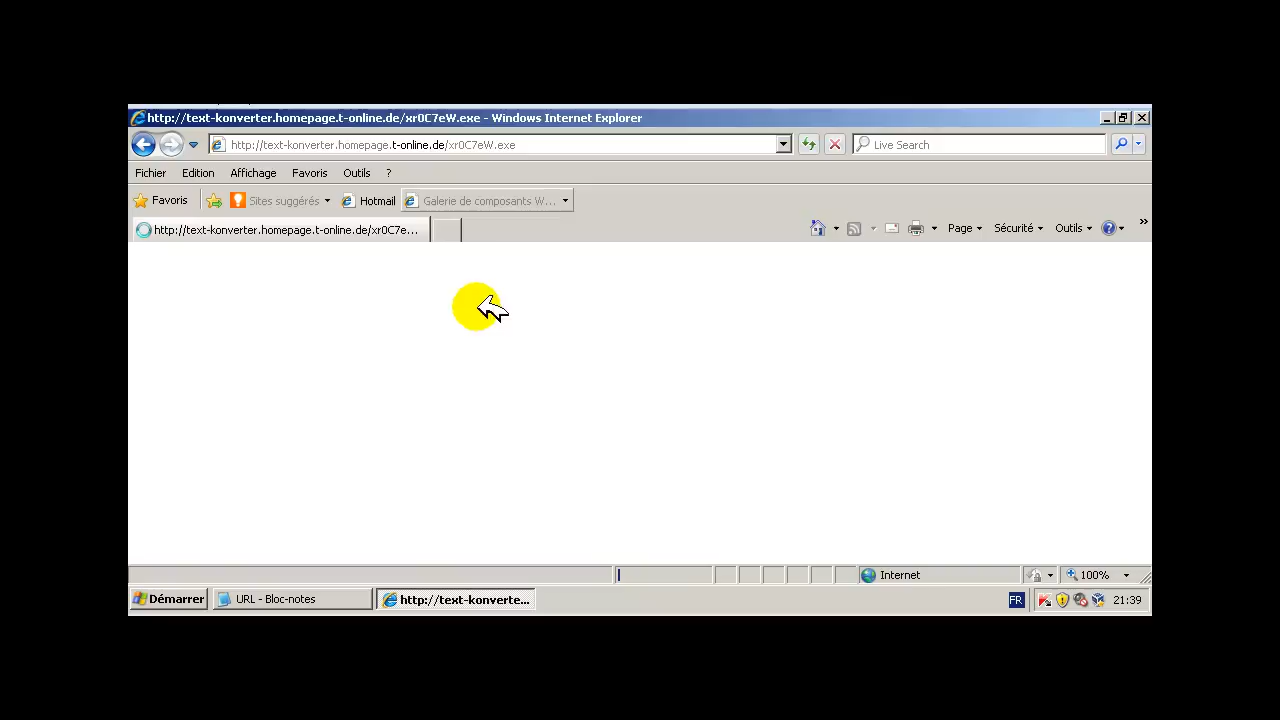 http://text-konverter.homepage.t-online.de/xr0C7eW.exe - Windows Internet Explorer
http://text-konverter.homepage.t-online.de/xr0C7eW.exe
Live Search
Fichier Edition Affichage Favoris Outils ?
Favoris Sites suggérés Hotmail Galerie de composants W...
http://text-konverter.homepage.t-online.de/xr0C7e... Page Sécurité Outils »
Internet 100%
Démarrer URL - Bloc-notes http://text-konverte... FR 21:39